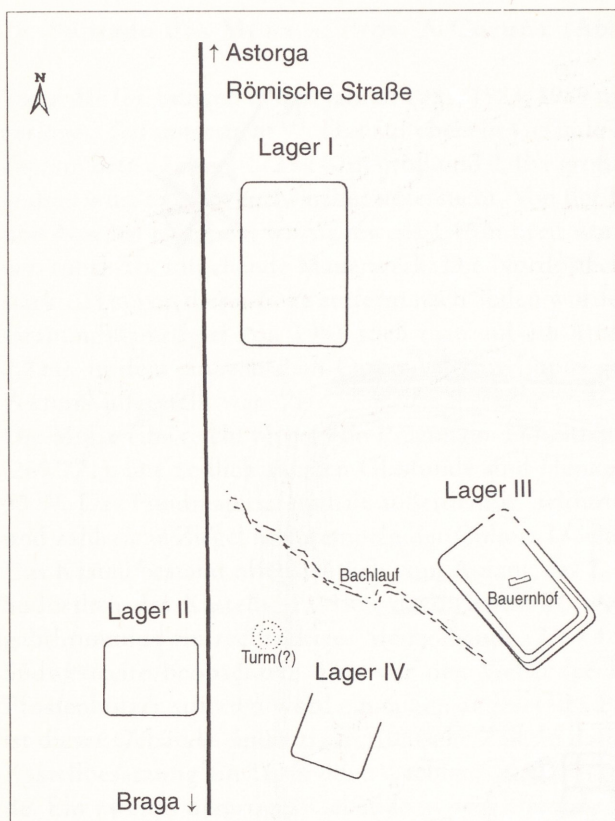 ↑ Astorga
N
Römische Straße
Lager I
Lager III
Bachlauf
Bauernhof
Lager II
Turm (?)
Lager IV
Braga ↓